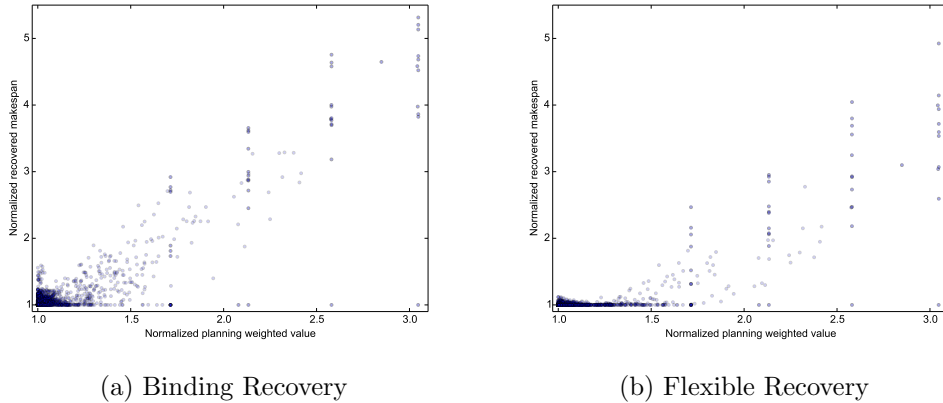 5
4
3
2
1
1.0 1.5 2.0 2.5 3.0
Normalized recovered makespan
Normalized planning weighted value
5
4
3
2
1
1.0 1.5 2.0 2.5 3.0
Normalized recovered makespan
Normalized planning weighted value
(a) Binding Recovery
(b) Flexible Recovery